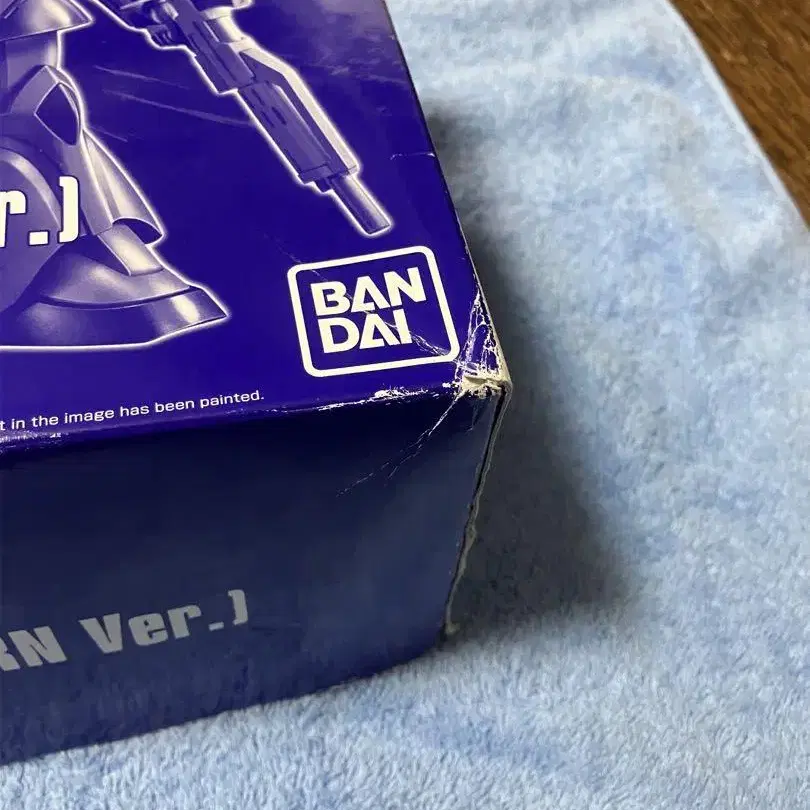 r.)
BAN
DAI
t in the image has been painted.
RN Ver.)